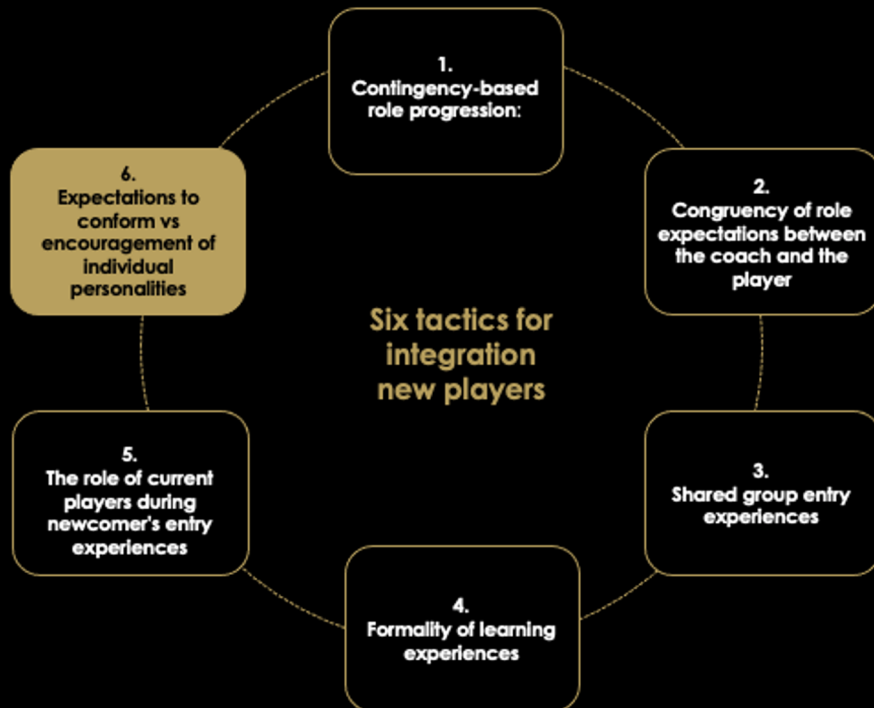 1.
Contingency-based
role progression:
2.
Congruency of role
expectations between
the coach and the
player
3.
Shared group entry
experiences
4.
Formality of learning
experiences
5.
The role of current
players during
newcomer's entry
experiences
6.
Expectations to
conform vs
encouragement of
individual
personalities
Six tactics for
integration
new players